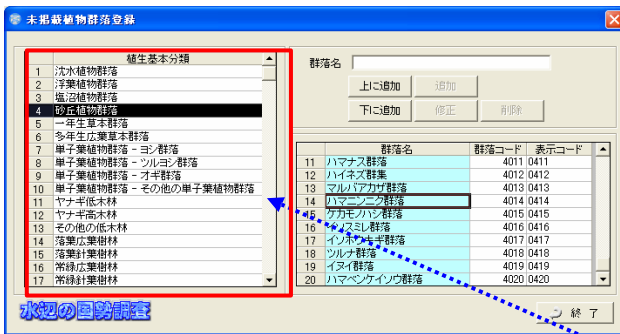 未掲載植物群落登録
植生基本分類
1 沈水植物群落
2 浮葉植物群落
3 塩沼植物群落
4 砂丘植物群落
5 一年生草本群落
6 多年生広葉草本群落
7 単子葉植物群落 - ヨシ群落
8 単子葉植物群落 - ツルヨシ群落
9 単子葉植物群落 - オギ群落
10 単子葉植物群落 - その他の単子葉植物群落
11 ヤナギ低木林
12 ヤナギ高木林
13 その他の低木林
14 落葉広葉樹林
15 落葉針葉樹林
16 常緑広葉樹林
17 常緑針葉樹林
群落名
上に追加 追加
下に追加 修正 削除
群落名 群落コード 表示コード
11 ハマナス群落 4011 0411
12 ハイネズ群集 4012 0412
13 マルバアカザ群落 4013 0413
14 ハマニンニク群落 4014 0414
15 ケカモノハシ群落 4015 0415
16 イソスミレ群落 4016 0416
17 イソホウキギ群落 4017 0417
18 ツルナ群落 4018 0418
19 イヌイ群落 4019 0419
20 ハマベンケイソウ群落 4020 0420
水辺の国勢調査
終 了